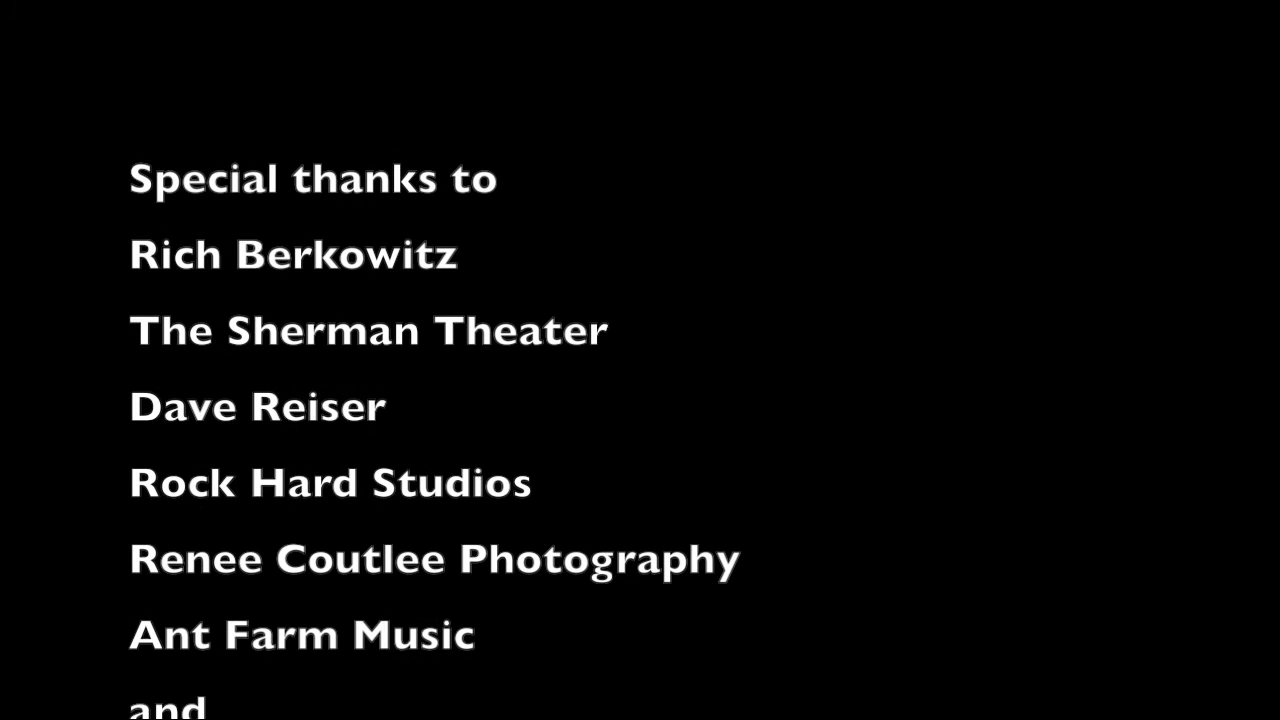 Special thanks to
Rich Berkowitz
The Sherman Theater
Dave Reiser
Rock Hard Studios
Renee Coutlee Photography
Ant Farm Music
and